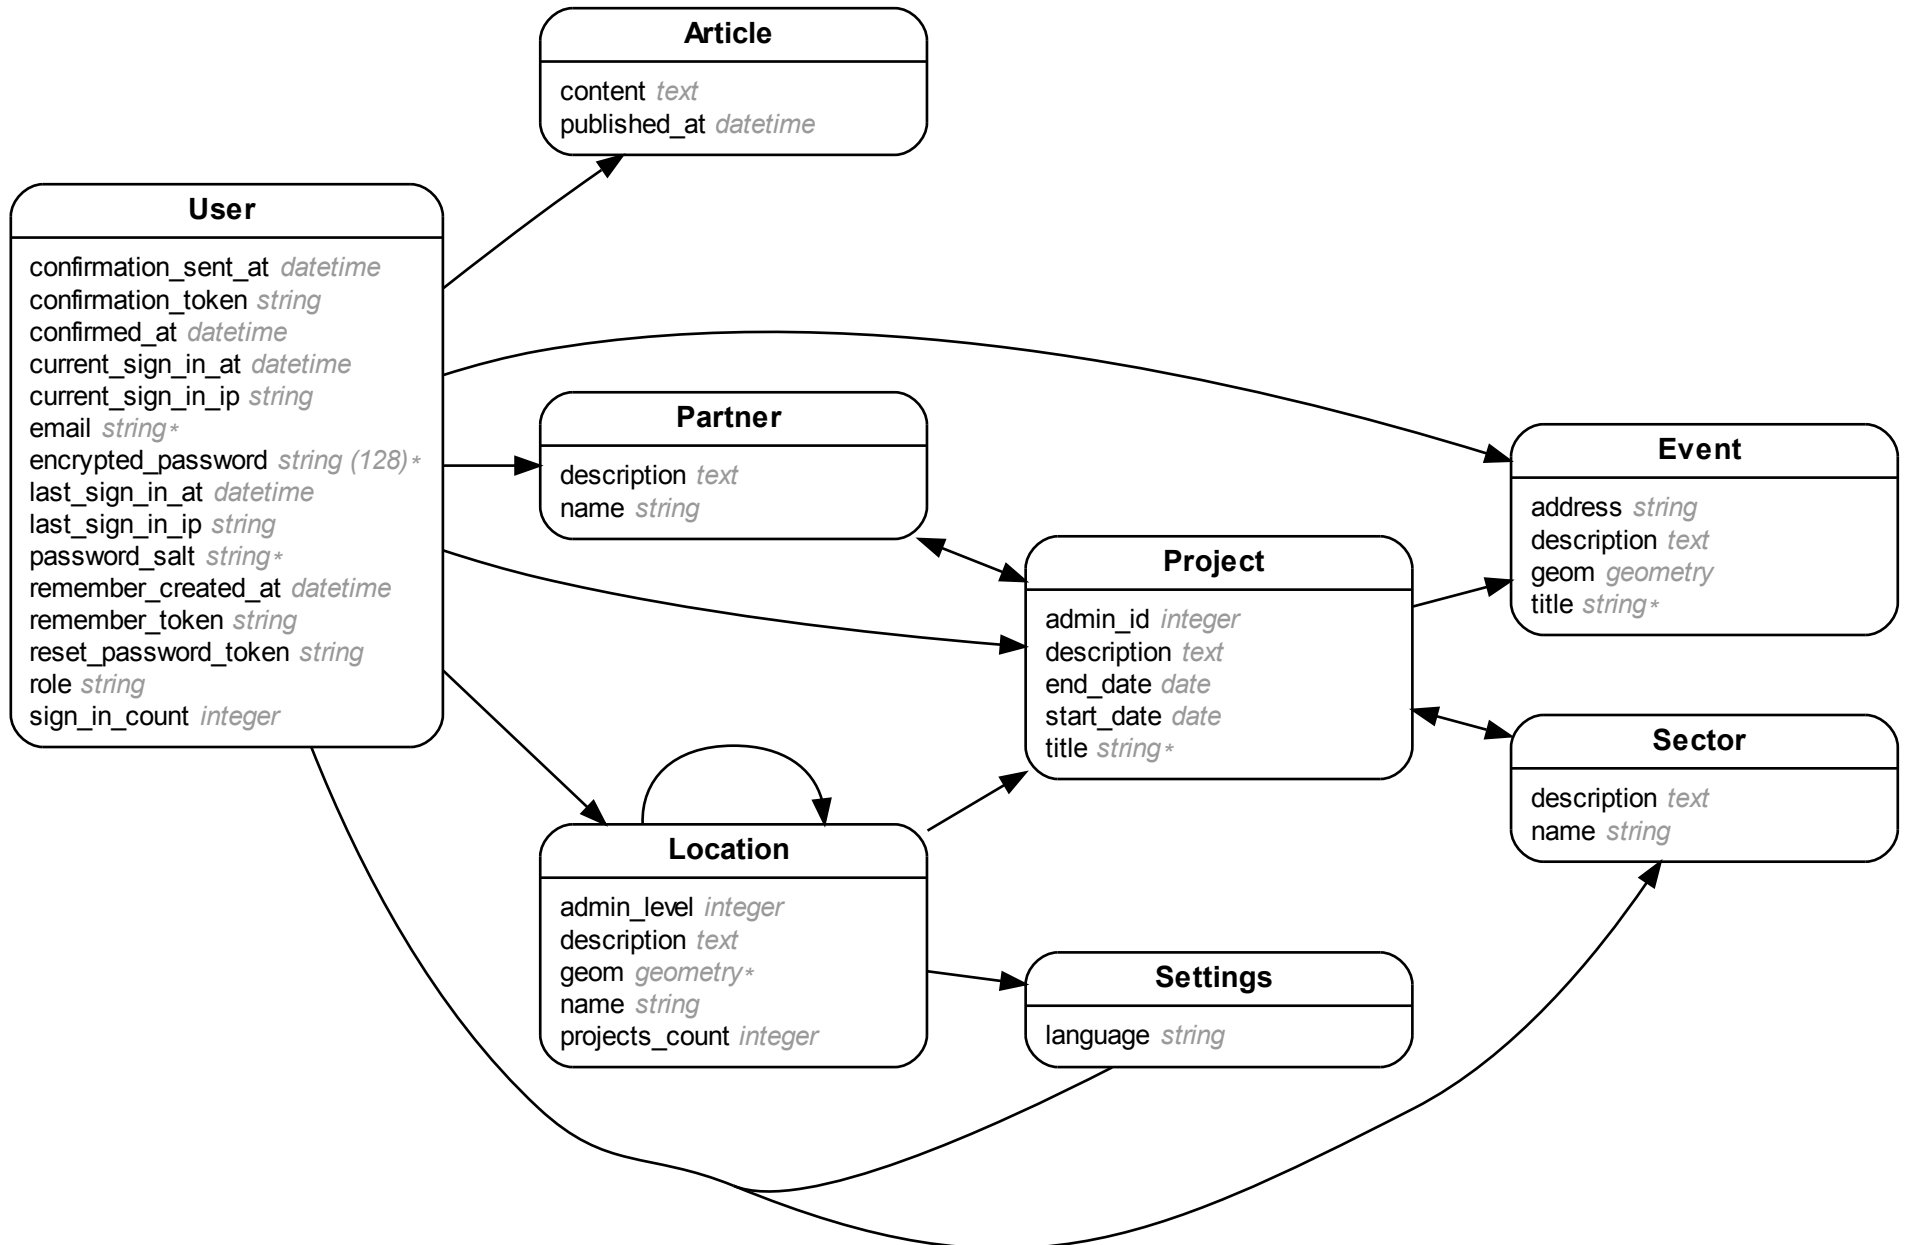 Article
content text
published_at datetime
User
confirmation_sent_at datetime
confirmation_token string
confirmed_at datetime
current_sign_in_at datetime
current_sign_in_ip string
email string*
encrypted_password string (128)*
last_sign_in_at datetime
last_sign_in_ip string
password_salt string*
remember_created_at datetime
remember_token string
reset_password_token string
role string
sign_in_count integer
Partner
description text
name string
Event
address string
description text
geom geometry
title string*
Project
admin_id integer
description text
end_date date
start_date date
title string*
Sector
description text
name string
Location
admin_level integer
description text
geom geometry*
name string
projects_count integer
Settings
language string